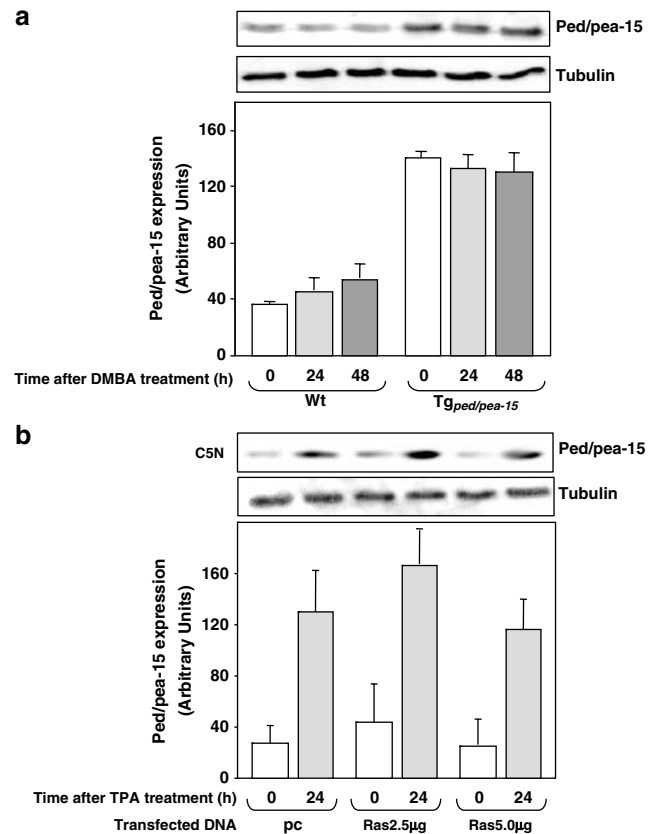 a
Ped/pea-15
Tubulin
Ped/pea-15 expression
(Arbitrary Units)
160
120
80
40
0
Time after DMBA treatment (h)
0 24 48 0 24 48
Wt Tgped/pea-15
b
C5N Ped/pea-15
Tubulin
Ped/pea-15 expression
(Arbitrary Units)
160
120
80
40
0
Time after TPA treatment (h) 0 24 0 24 0 24
Transfected DNA pc Ras2.5µg Ras5.0µg